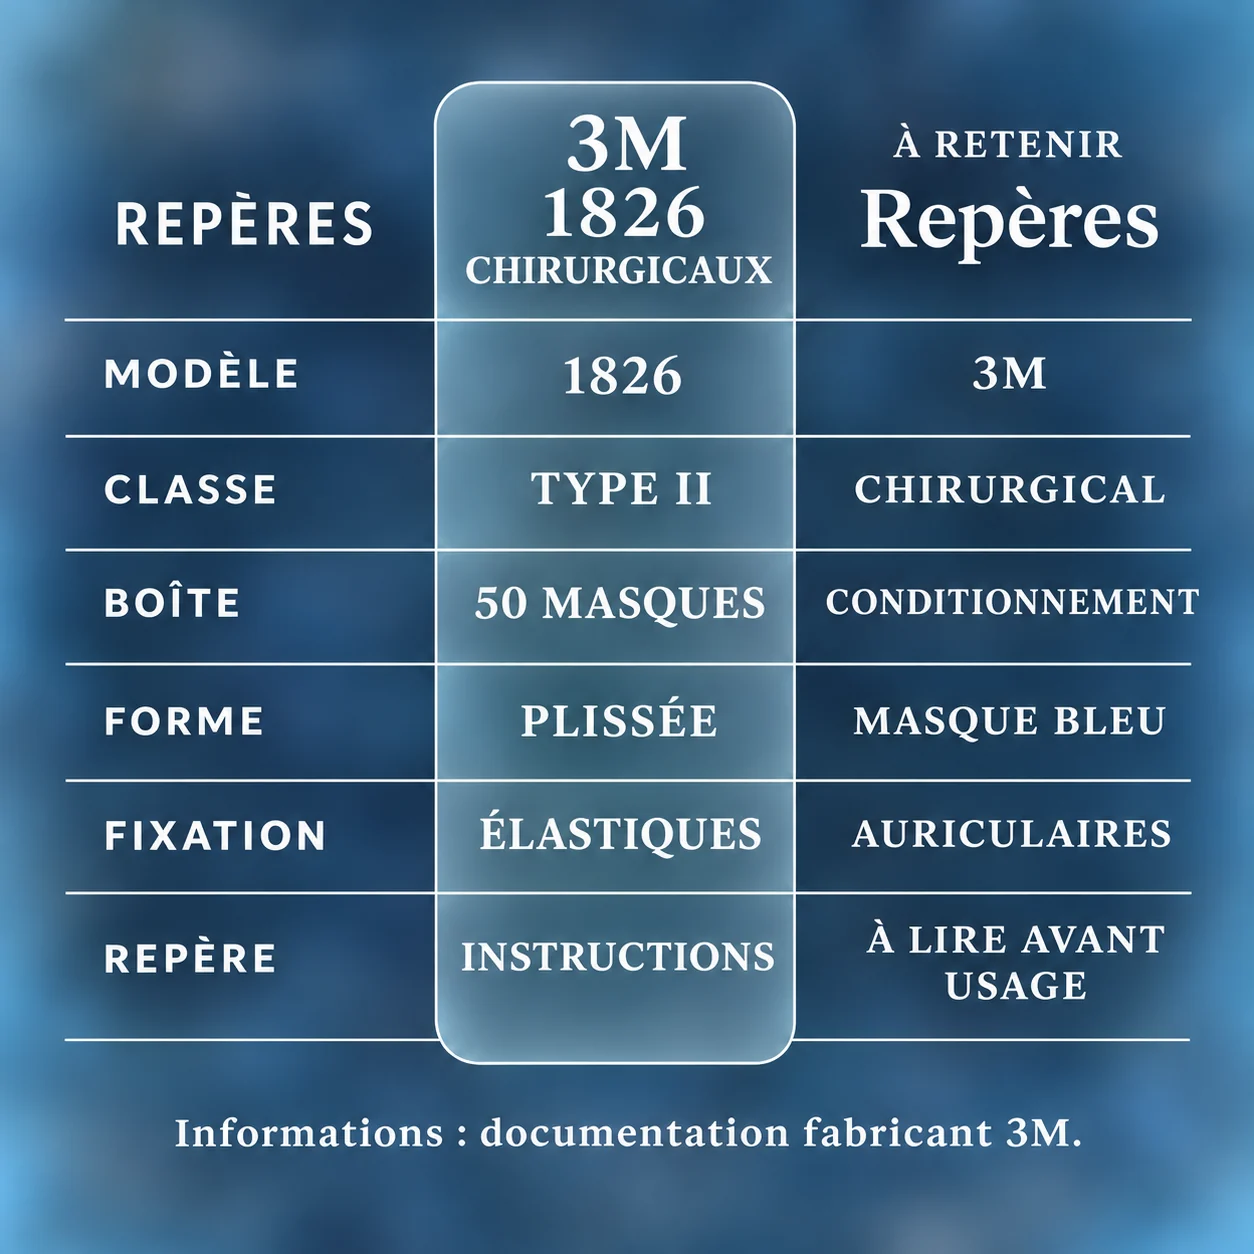 REPÈRES
3M
1826
CHIRURGICAUX
À RETENIR
Repères
MODÈLE
1826
3M
CLASSE
TYPE II
CHIRURGICAL
BOÎTE
50 MASQUES
CONDITIONNEMENT
FORME
PLISSÉE
MASQUE BLEU
FIXATION
ÉLASTIQUES
AURICULAIRES
REPÈRE
INSTRUCTIONS
À LIRE AVANT
USAGE
Informations : documentation fabricant 3M.